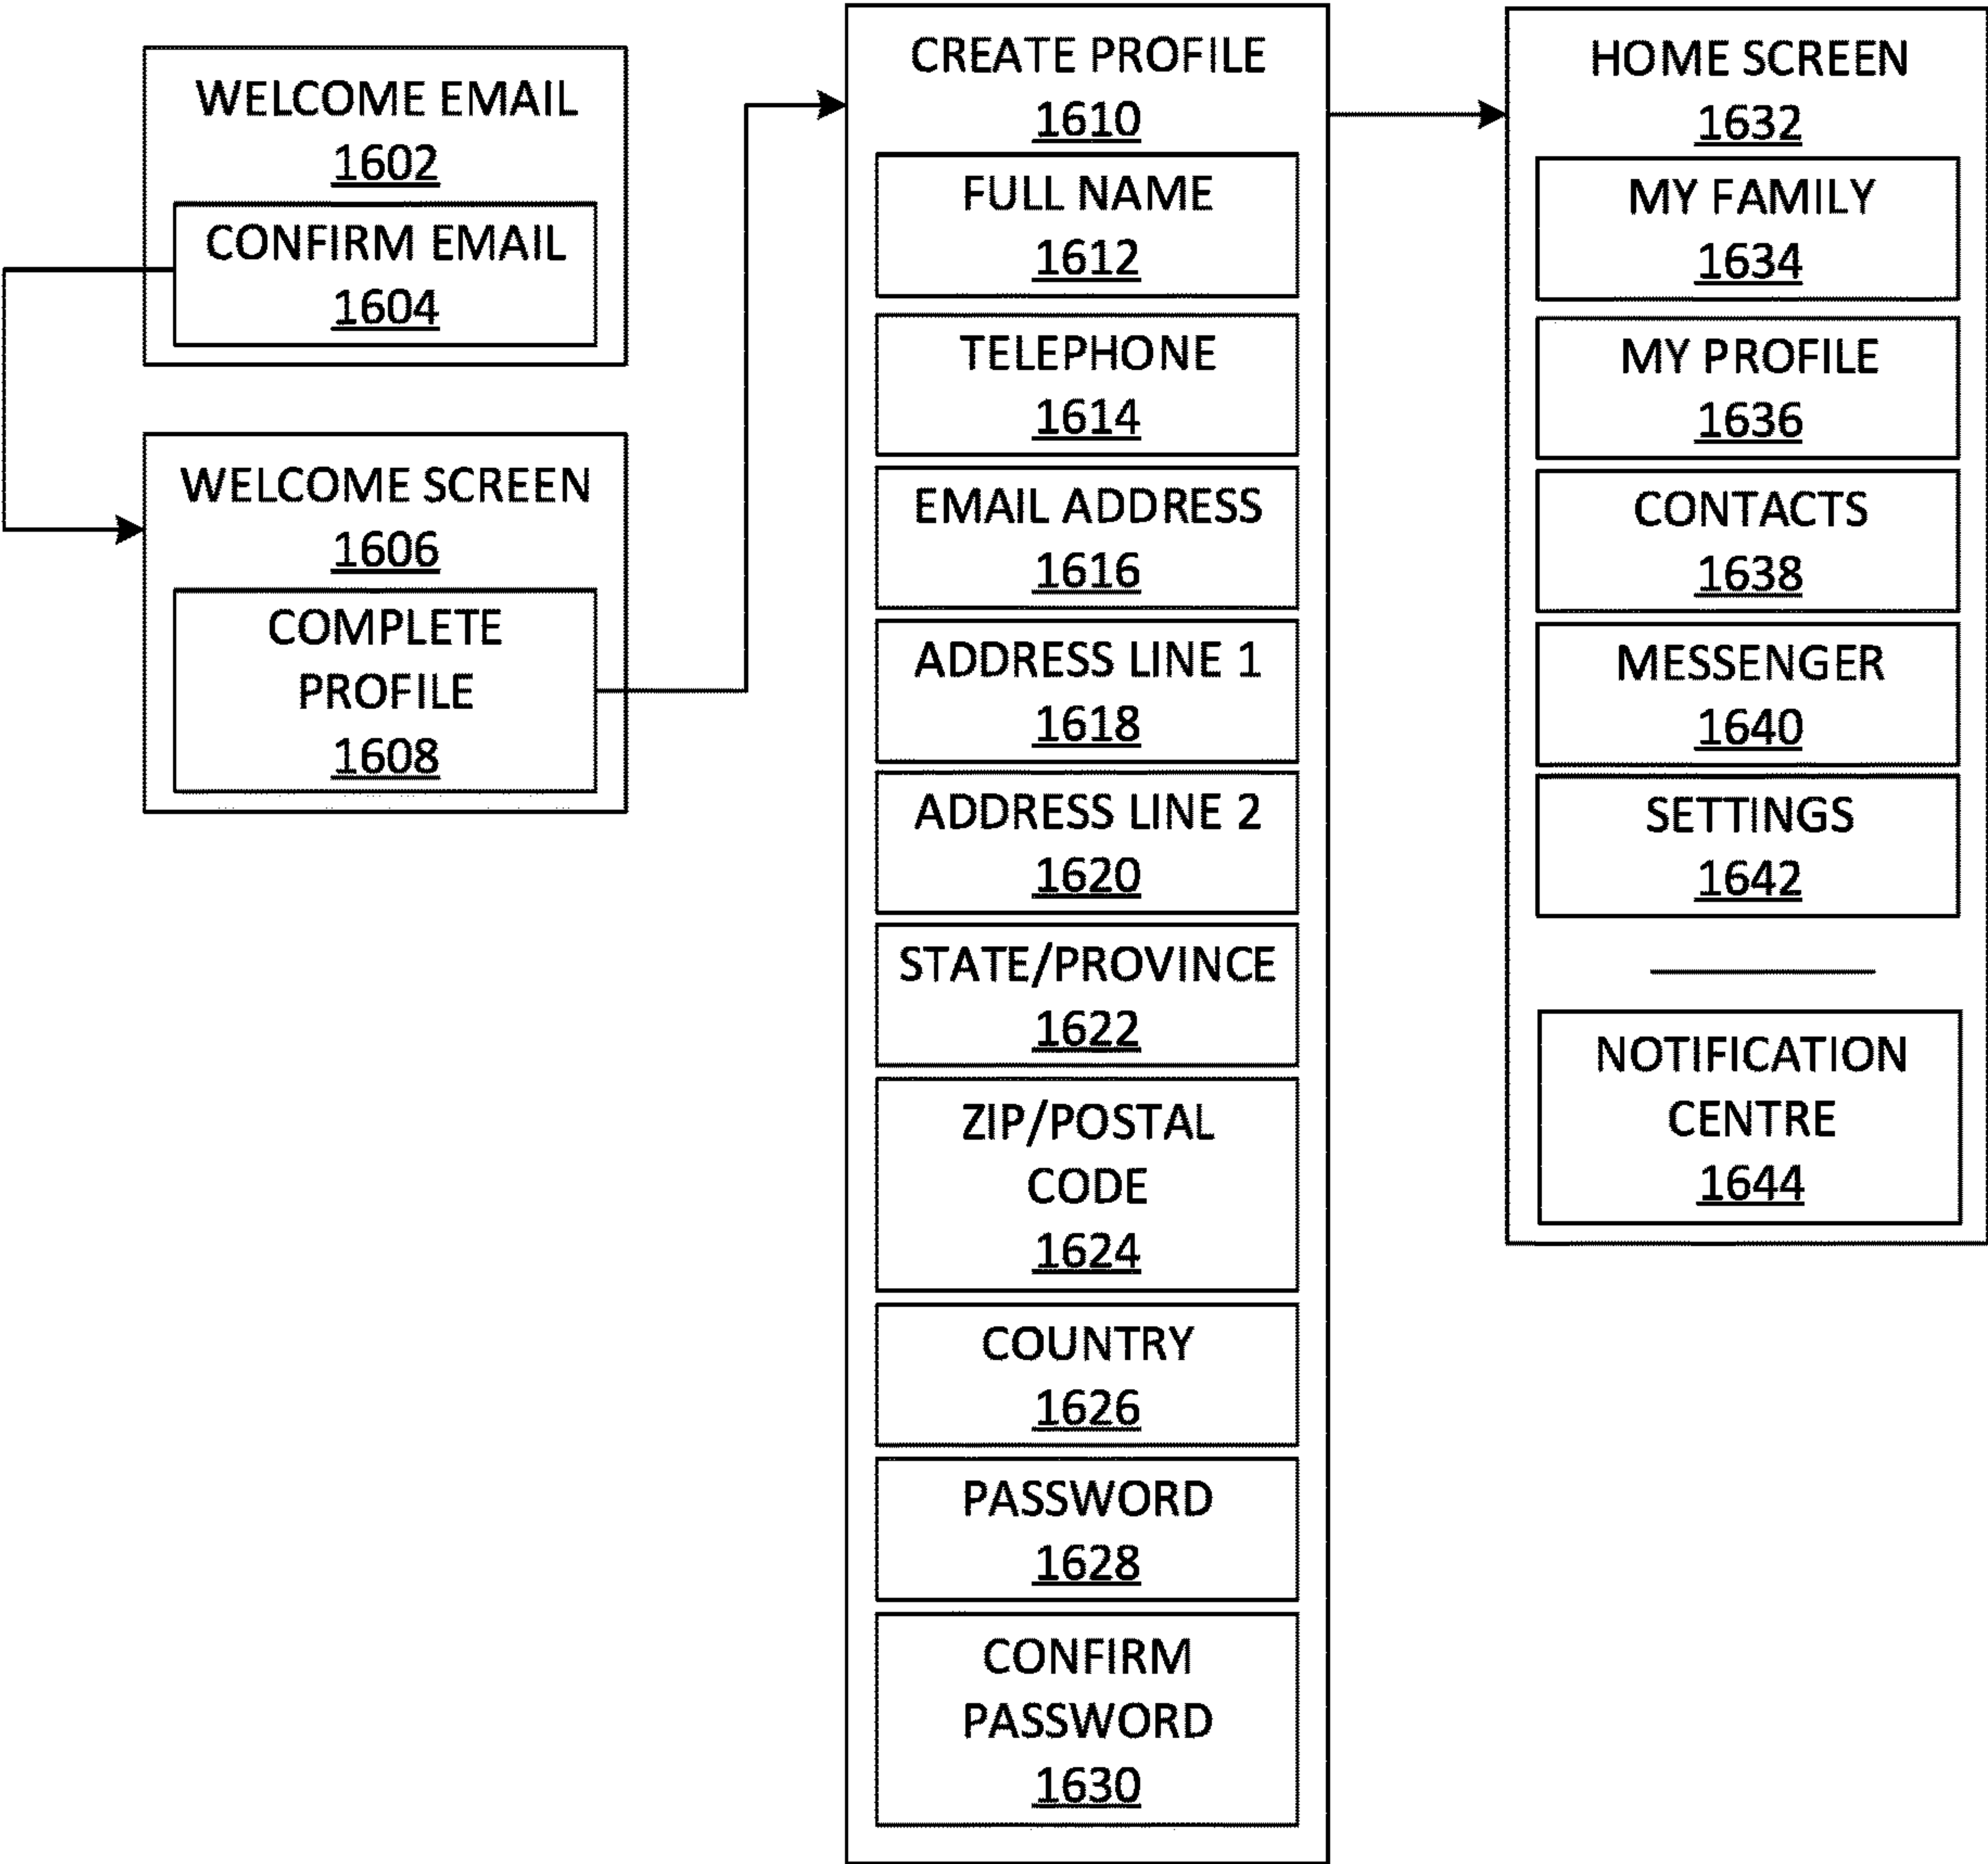 WELCOME EMAIL
1602
CONFIRM EMAIL
1604
WELCOME SCREEN
1606
COMPLETE
PROFILE
1608
CREATE PROFILE
1610
FULL NAME
1612
TELEPHONE
1614
EMAIL ADDRESS
1616
ADDRESS LINE 1
1618
ADDRESS LINE 2
1620
STATE/PROVINCE
1622
ZIP/POSTAL
CODE
1624
COUNTRY
1626
PASSWORD
1628
CONFIRM
PASSWORD
1630
HOME SCREEN
1632
MY FAMILY
1634
MY PROFILE
1636
CONTACTS
1638
MESSENGER
1640
SETTINGS
1642
NOTIFICATION
CENTRE
1644